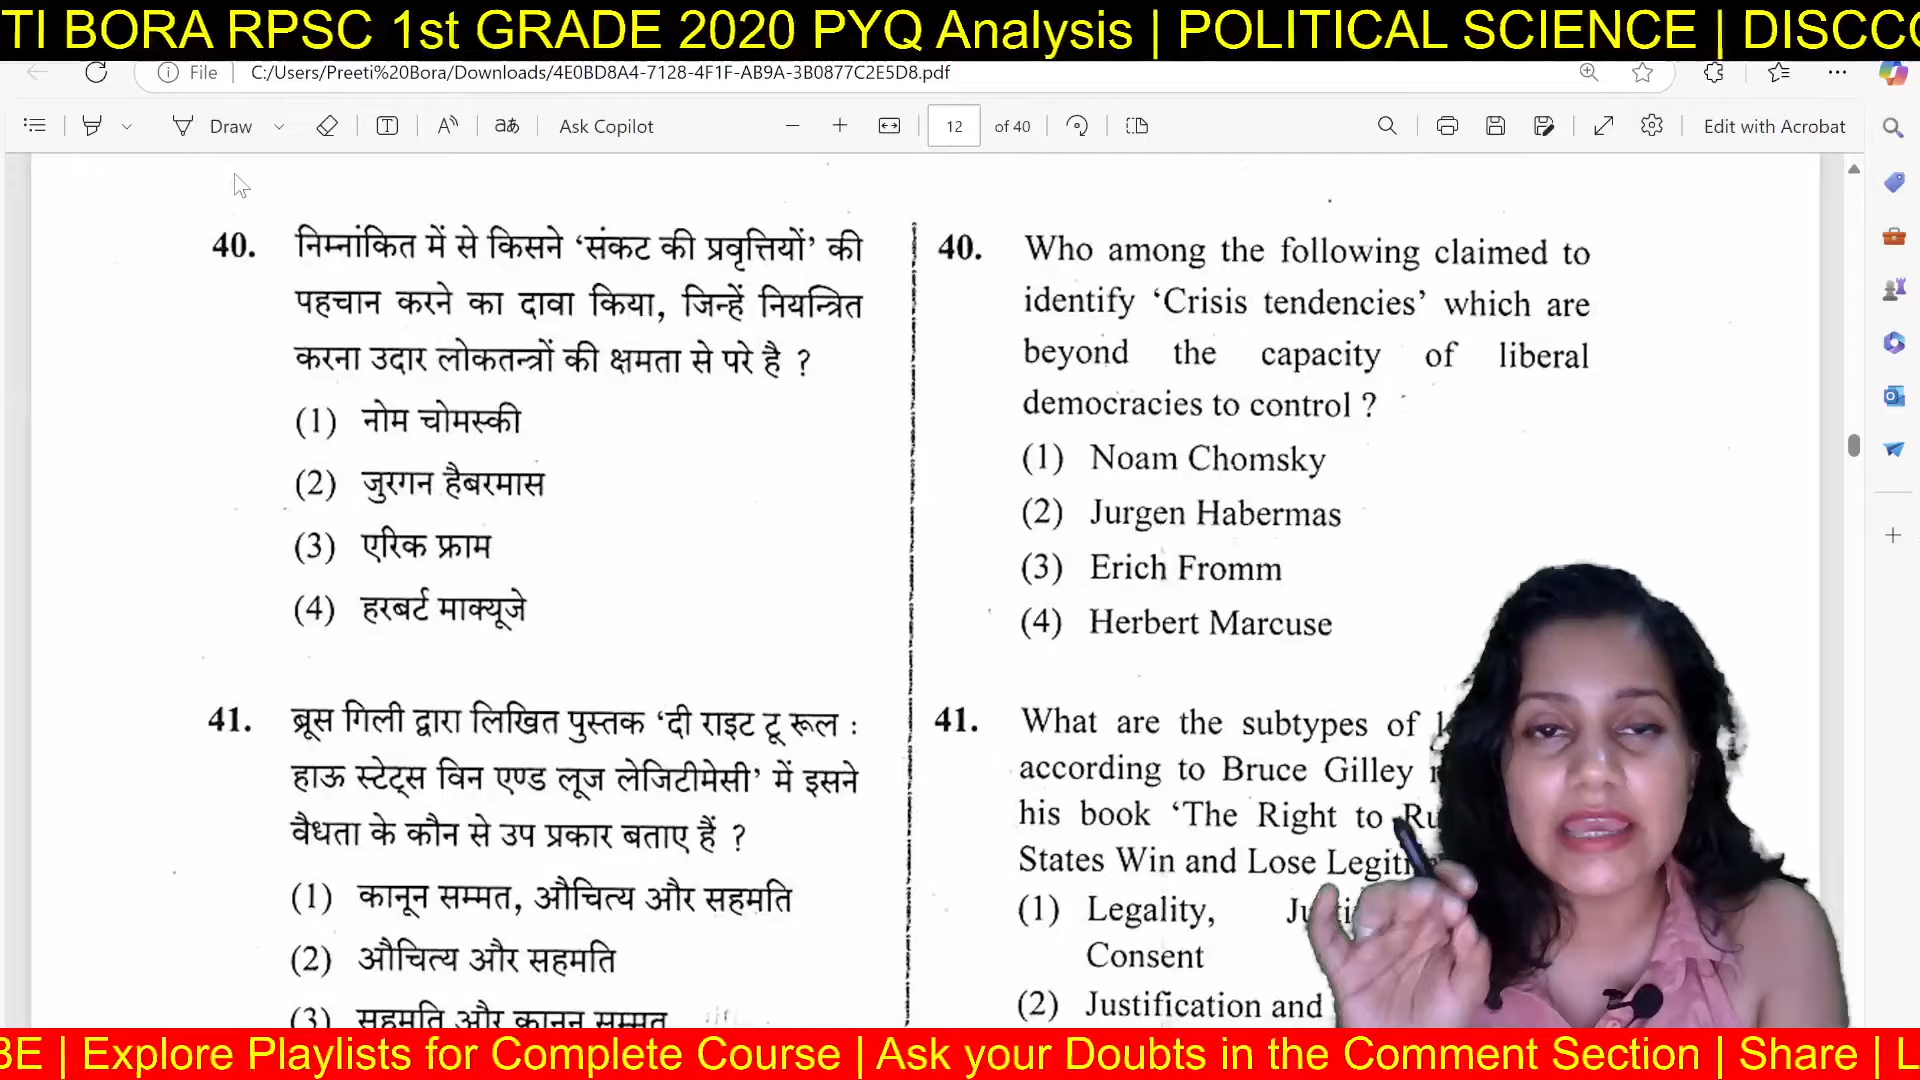 TI BORA RPSC 1st GRADE 2020 PYQ Analysis | POLITICAL SCIENCE |
File | C:/Users/Preeti%20Bora/Downloads/4E0BD8A4-7128-4F1F-AB9A-3B0877C2E5D8.pdf
Draw Ask Copilot 12 of 40 Edit with Acrobat
40. निम्नांकित में से किसने ‘संकट की प्रवृत्तियों’ की
पहचान करने का दावा किया, जिन्हें नियन्त्रित
करना उदार लोकतन्त्रों की क्षमता से परे है ?
(1) नोम चोमस्की
(2) जुरगन हैबरमास
(3) एरिक फ्राम
(4) हरबर्ट माक्यूजे
41. ब्रूस गिली द्वारा लिखित पुस्तक ‘दी राइट टू रूल :
हाऊ स्टेट्स विन एण्ड लूज लेजिटीमेसी’ में इसने
वैधता के कौन से उप प्रकार बताए हैं ?
(1) कानून सम्मत, औचित्य और सहमति
(2) औचित्य और सहमति
(3) सहमति और कानून सम्मत
40. Who among the following claimed to
identify ‘Crisis tendencies’ which are
beyond the capacity of liberal
democracies to control ?
(1) Noam Chomsky
(2) Jurgen Habermas
(3) Erich Fromm
(4) Herbert Marcuse
41. What are the subtypes of
according to Bruce Gilley
his book ‘The Right to
States Win and Lose
(1) Legality,
Consent
(2) Justification and
BE | Explore Playlists for Complete Course | Ask your Doubts in the Comment Section | Share | L